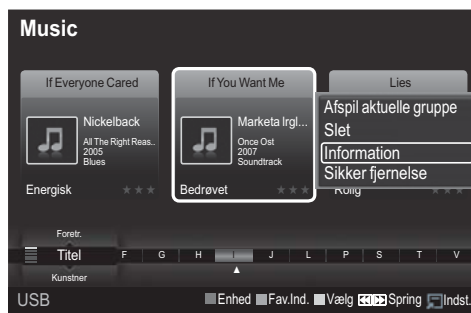 Music
If Everyone Cared
If You Want Me
Lies
Nickelback
All The Right Reas..
2005
Blues
Energisk
Marketa Irgl...
Once Ost
2007
Soundtrack
Bedrøvet
Afspil aktuelle gruppe
Slet
Information
Sikker fjernelse
Rolig
Foretr.
Titel F G H I J L P S T V
Kunstner
USB Enhed Fav.Ind. Vælg Spring Indst.